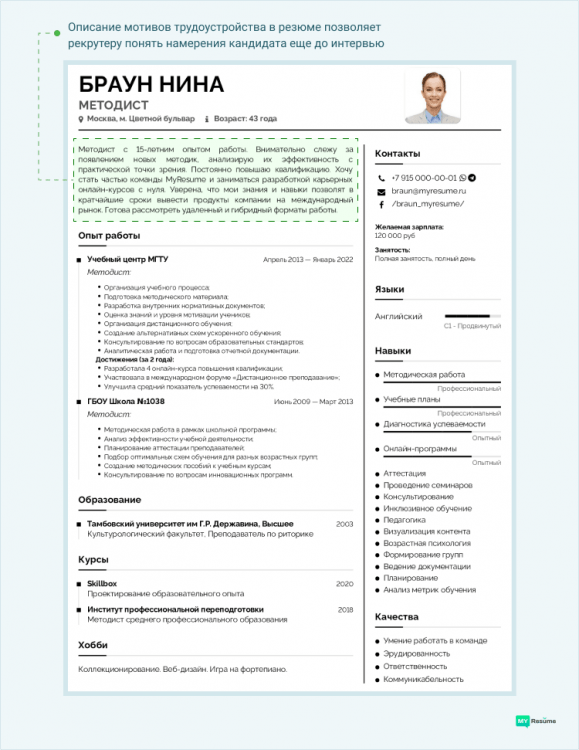 Описание мотивов трудоустройства в резюме позволяет
рекрутеру понять намерения кандидата еще до интервью
БРАУН НИНА
МЕТОДИСТ
Москва, м. Цветной бульвар Возраст: 43 года
Методист с 15-летним опытом работы. Внимательно слежу за
появлением новых методик, анализирую их эффективность с
практической точки зрения. Постоянно повышаю квалификацию. Хочу
стать частью команды MyResume и заниматься разработкой карьерных
онлайн-курсов с нуля. Уверена, что мои знания и навыки позволят в
кратчайшие сроки вывести продукты компании на международный
рынок. Готова рассмотреть удаленный и гибридный форматы работы.
Опыт работы
Учебный центр МГТУ Апрель 2013 — Январь 2022
Методист:
Организация учебного процесса;
Подготовка методического материала;
Разработка внутренних нормативных документов;
Оценка знаний и уровня мотивации учеников;
Организация дистанционного обучения;
Создание альтернативных схем ускоренного обучения;
Консультирование по вопросам образовательных стандартов;
Аналитическая работа и подготовка отчетной документации.
Достижения (за 2 года):
Разработала 4 онлайн-курса повышения квалификации;
Участвовала в международном форуме «Дистанционное преподавание»;
Улучшила средний показатель успеваемости на 30%.
ГБОУ Школа №1038 Июнь 2009 — Март 2013
Методист:
Методическая работа в рамках школьной программы;
Анализ эффективности учебной деятельности;
Планирование аттестации преподавателей;
Подбор оптимальных схем обучения для разных возрастных групп;
Создание методических пособий к учебным курсам;
Консультирование по вопросам инновационных программ.
Образование
Тамбовский университет им Г.Р. Державина, Высшее 2003
Культурологический факультет, Преподаватель по риторике
Курсы
Skillbox 2020
Проектирование образовательного опыта
Институт профессиональной переподготовки 2018
Методист среднего профессионального образования
Хобби
Коллекционирование. Веб-дизайн. Игра на фортепиано.
Контакты
+7 915 000-00-01
braun@myresume.ru
/braun_myresume/
Желаемая зарплата:
120 000 руб
Занятость:
Полная занятость, полный день
Языки
Английский
C1 - Продвинутый
Навыки
Методическая работа
Профессиональный
Учебные планы
Профессиональный
Диагностика успеваемости
Опытный
Онлайн-программы
Опытный
Аттестация
Проведение семинаров
Консультирование
Инклюзивное обучение
Педагогика
Визуализация контента
Возрастная психология
Формирование групп
Ведение документации
Планирование
Анализ метрик обучения
Качества
Умение работать в команде
Эрудированность
Ответственность
Коммуникабельность
MY Resume